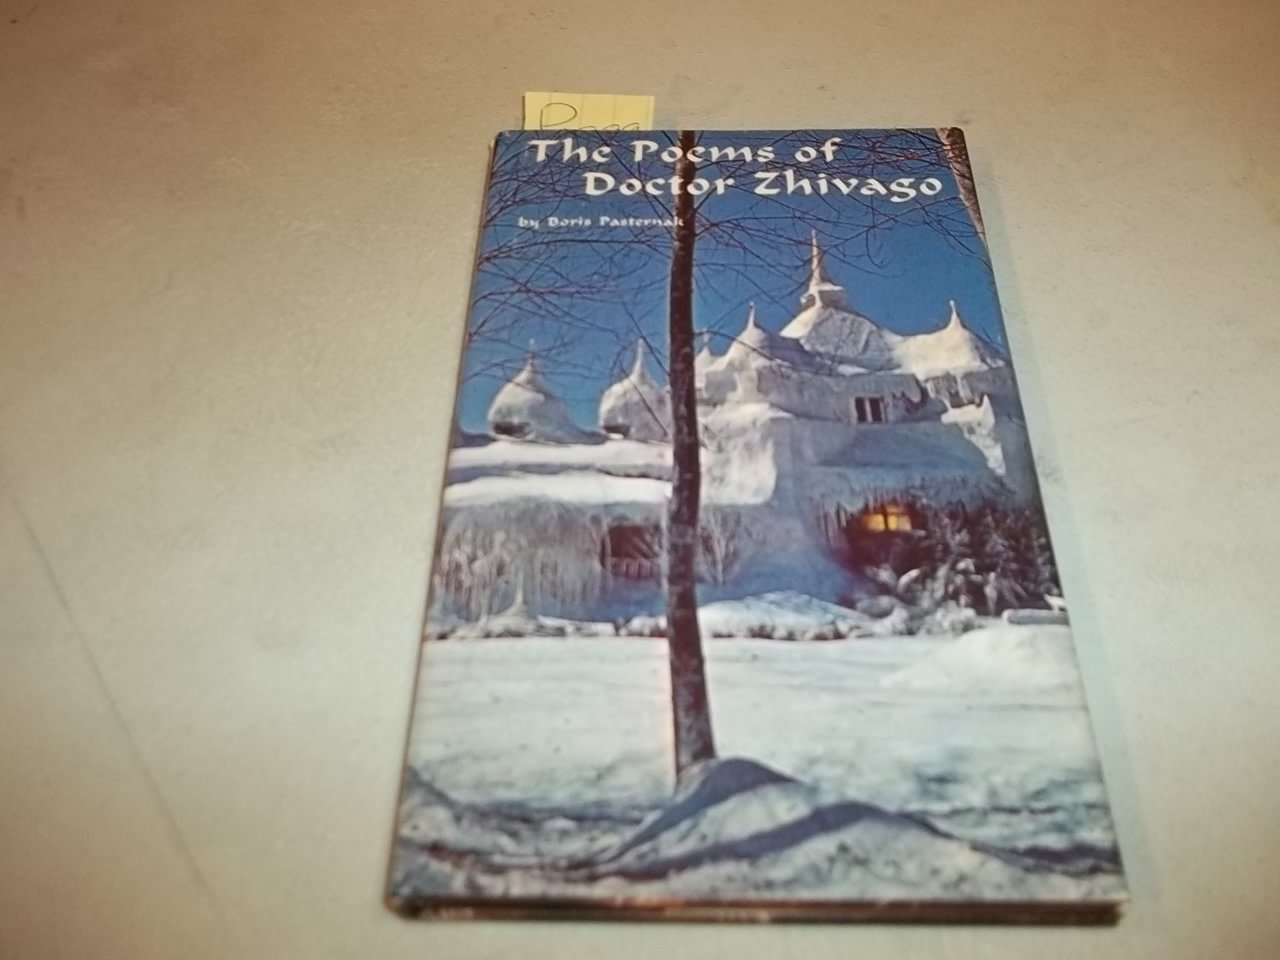 The Poems of
Doctor Zhivago
by Boris Pasternak